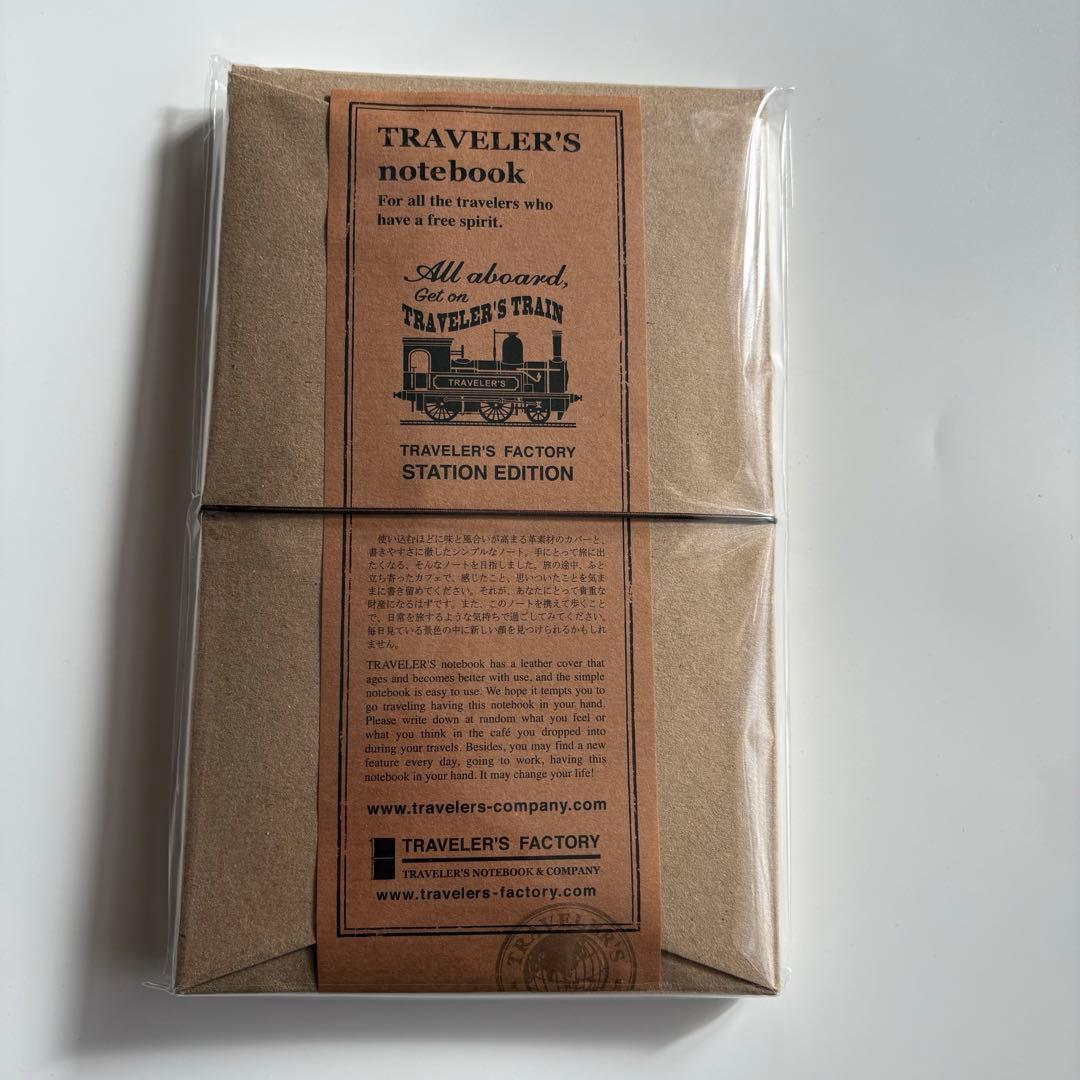 TRAVELER'S
notebook
For all the travelers who
have a free spirit.
All aboard,
Get on
TRAVELER'S TRAIN
TRAVELER'S
TRAVELER'S FACTORY
STATION EDITION
使い込むほどに味と風合いが高まる革素材のカバーと、
書きやすさに徹したシンプルなノート。手にとって旅に出
たくなる、そんなノートを目指しました。旅の途中、ふと
立ち寄ったカフェで、感じたこと、思いついたことを気ま
まに書き留めてください。それが、あなたにとって貴重な
財産になるはずです。また、このノートを携えて歩くこと
で、日常を旅するような気持ちで過ごしてみてください。
毎日見ている景色の中に新しい顔を見つけられるかもしれ
ません。
TRAVELER'S notebook has a leather cover that
ages and becomes better with use, and the simple
notebook is easy to use. We hope it tempts you to
go traveling having this notebook in your hand.
Please write down at random what you feel or
what you think in the café you dropped into
during your travels. Besides, you may find a new
feature every day, going to work, having this
notebook in your hand. It may change your life!
www.travelers-company.com
TRAVELER'S FACTORY
TRAVELER'S NOTEBOOK & COMPANY
www.travelers-factory.com
TRAVELER'S